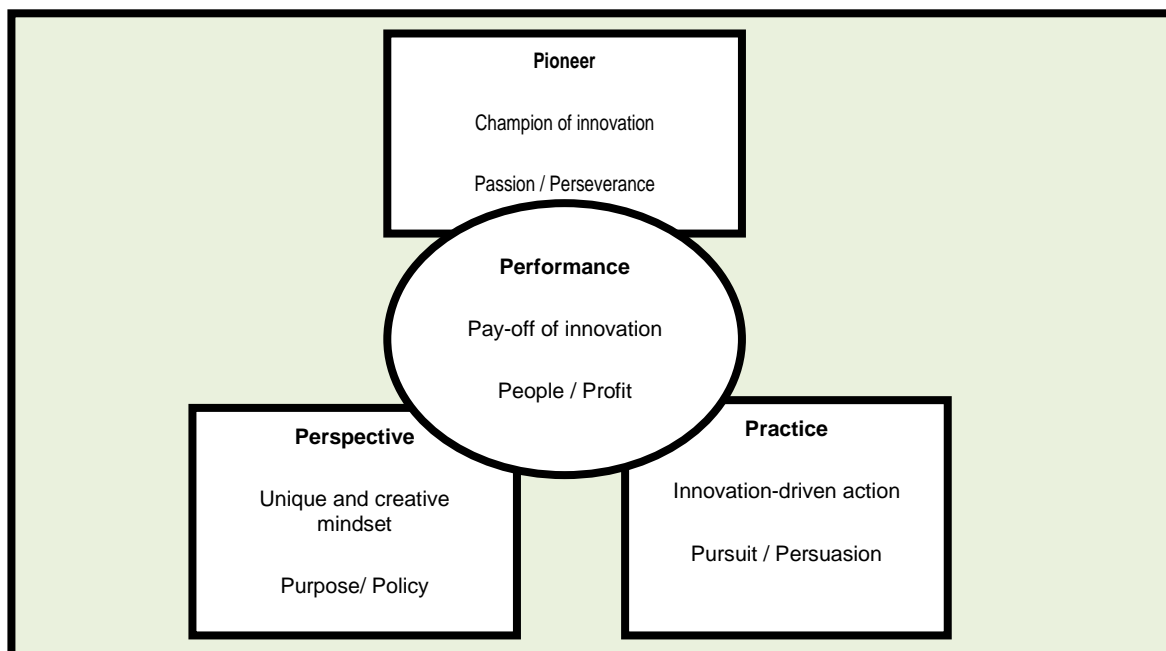 Pioneer
Champion of innovation
Passion / Perseverance
Performance
Pay-off of innovation
People / Profit
Perspective
Unique and creative
mindset
Purpose/ Policy
Practice
Innovation-driven action
Pursuit / Persuasion